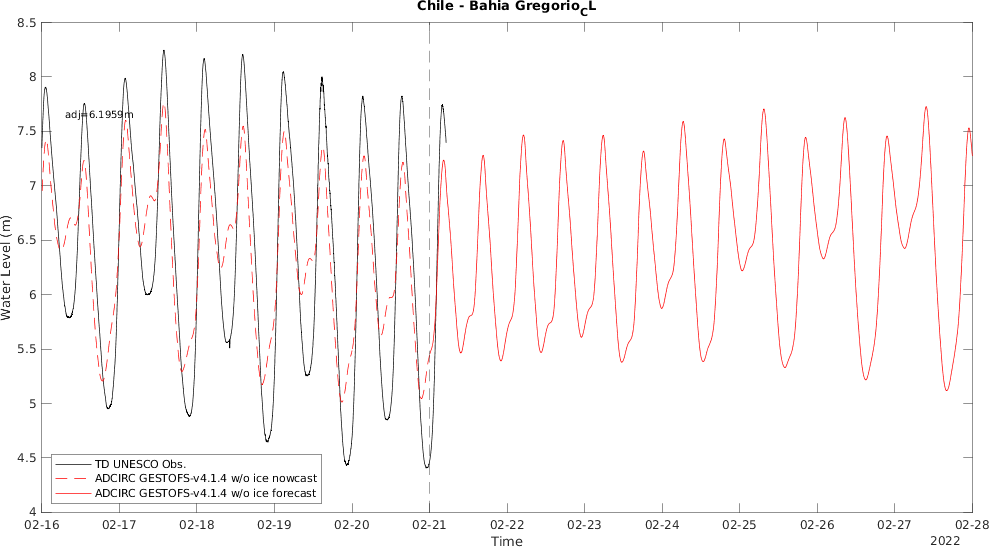 Chile - Bahia Gregorio_CL
8.5
8
7.5
7
6.5
6
5.5
5
4.5
4
Water Level (m)
adj=6.1959m
TD UNESCO Obs.
ADCIRC GESTOFS-v4.1.4 w/o ice nowcast
ADCIRC GESTOFS-v4.1.4 w/o ice forecast
02-16 02-17 02-18 02-19 02-20 02-21 02-22 02-23 02-24 02-25 02-26 02-27 02-28
Time
2022